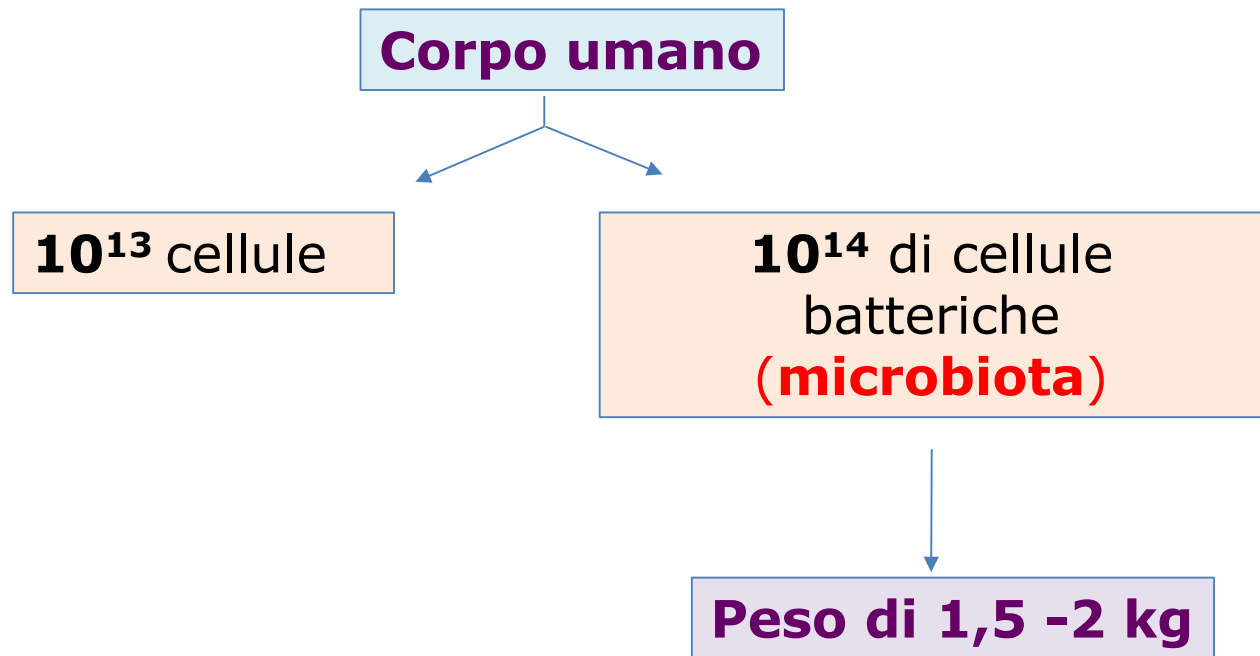 Corpo umano
10¹³ cellule
10¹⁴ di cellule
batteriche
(microbiota)
Peso di 1,5 -2 kg